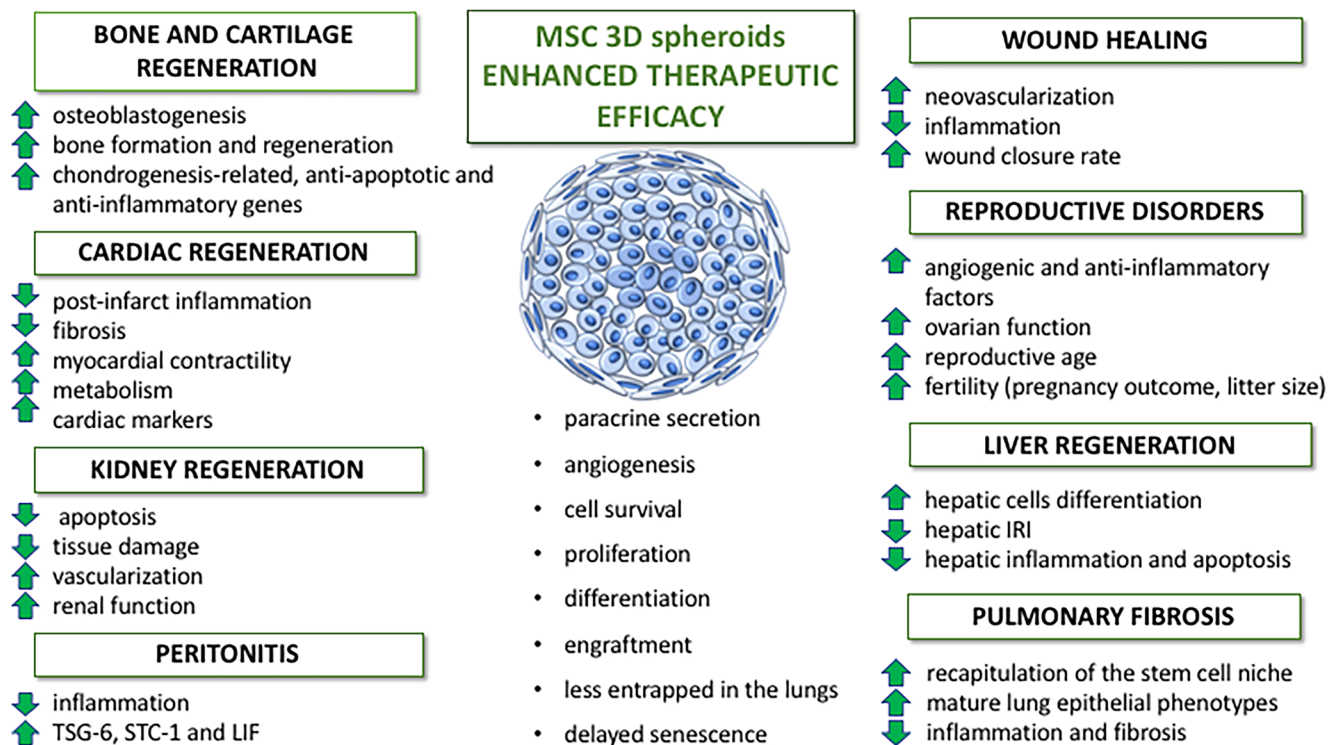 BONE AND CARTILAGE
REGENERATION
osteoblastogenesis
bone formation and regeneration
chondrogenesis-related, anti-apoptotic and
anti-inflammatory genes
CARDIAC REGENERATION
post-infarct inflammation
fibrosis
myocardial contractility
metabolism
cardiac markers
KIDNEY REGENERATION
apoptosis
tissue damage
vascularization
renal function
PERITONITIS
inflammation
TSG-6, STC-1 and LIF
MSC 3D spheroids
ENHANCED THERAPEUTIC
EFFICACY
• paracrine secretion
• angiogenesis
• cell survival
• proliferation
• differentiation
• engraftment
• less entrapped in the lungs
• delayed senescence
WOUND HEALING
neovascularization
inflammation
wound closure rate
REPRODUCTIVE DISORDERS
angiogenic and anti-inflammatory
factors
ovarian function
reproductive age
fertility (pregnancy outcome, litter size)
LIVER REGENERATION
hepatic cells differentiation
hepatic IRI
hepatic inflammation and apoptosis
PULMONARY FIBROSIS
recapitulation of the stem cell niche
mature lung epithelial phenotypes
inflammation and fibrosis